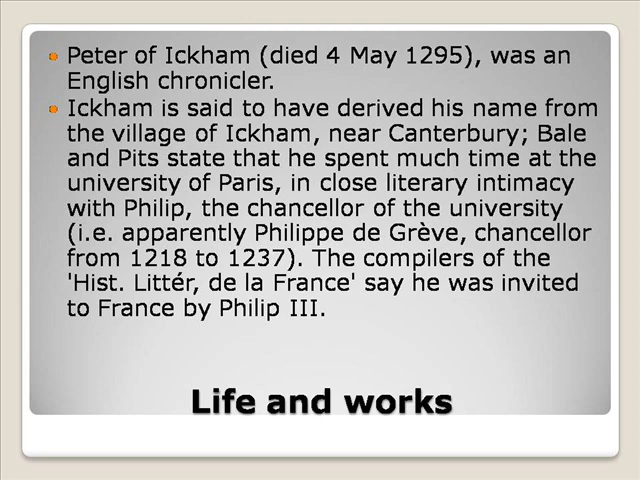 Peter of Ickham (died 4 May 1295), was an
English chronicler.
Ickham is said to have derived his name from
the village of Ickham, near Canterbury; Bale
and Pits state that he spent much time at the
university of Paris, in close literary intimacy
with Philip, the chancellor of the university
(i.e. apparently Philippe de Grève, chancellor
from 1218 to 1237). The compilers of the
'Hist. Littér, de la France' say he was invited
to France by Philip III.
Life and works